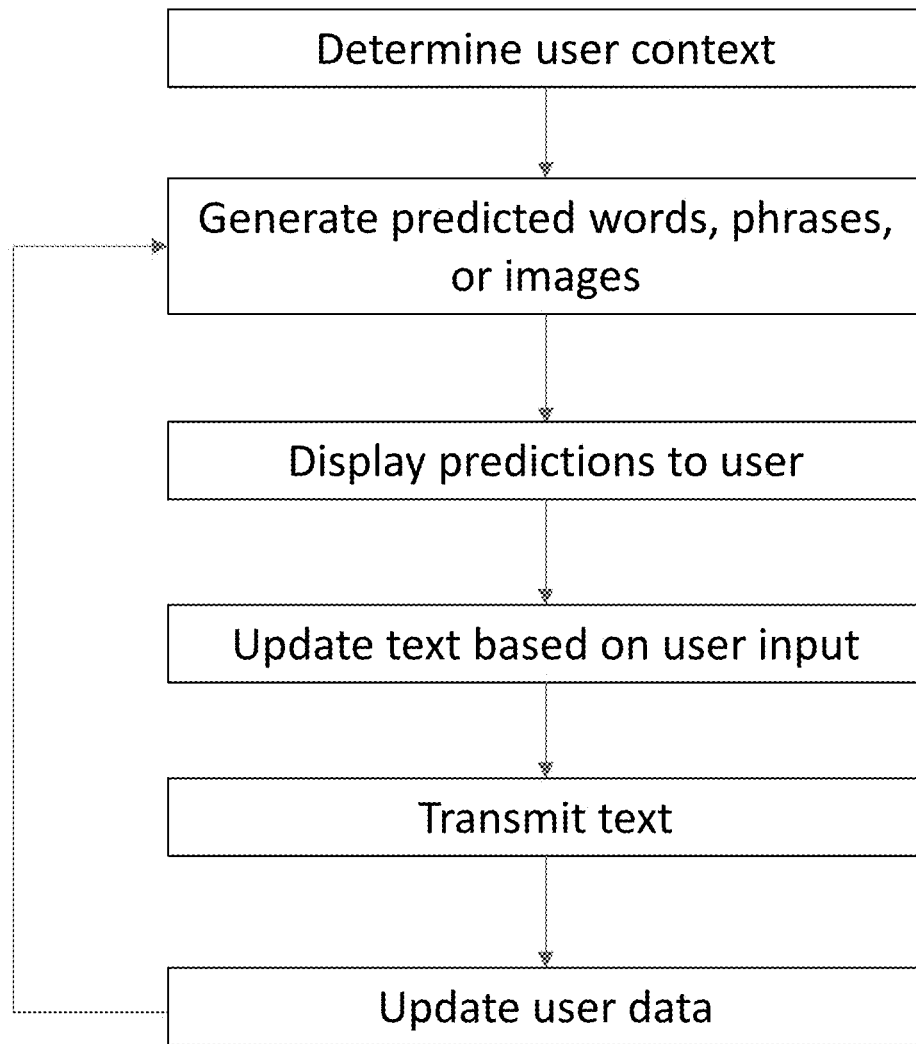 Determine user context
Generate predicted words, phrases,
or images
Display predictions to user
Update text based on user input
Transmit text
Update user data